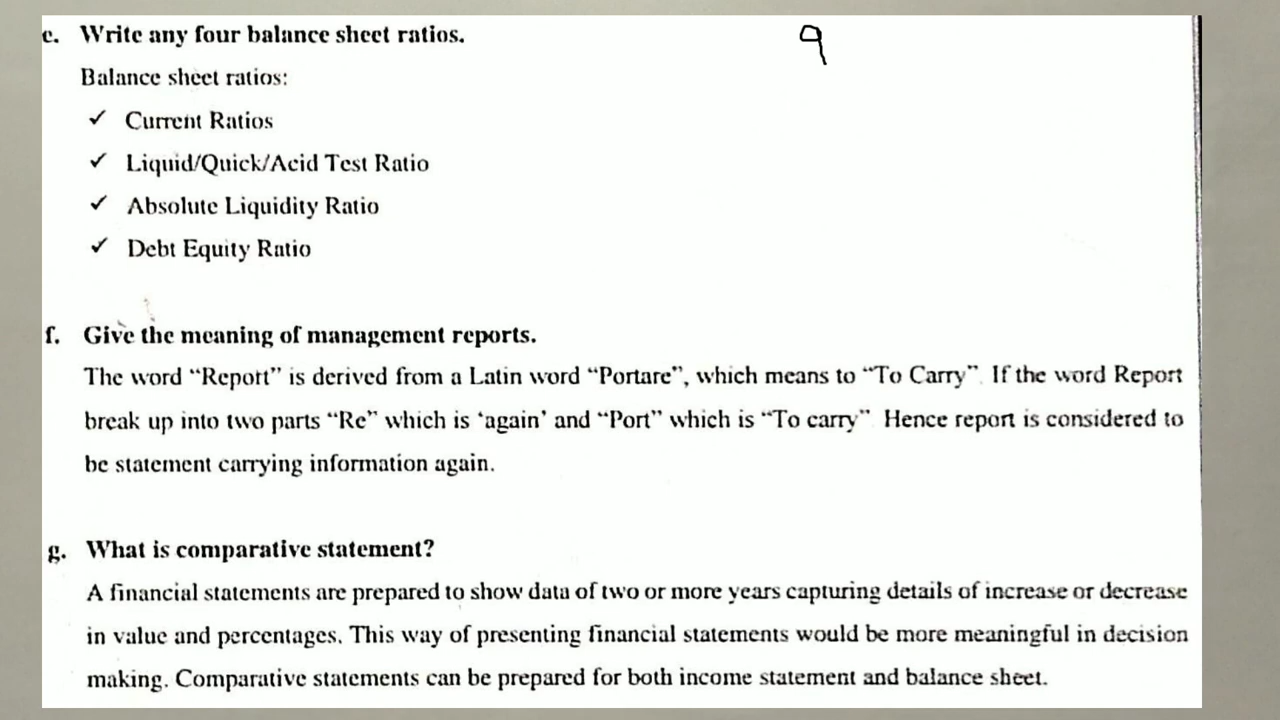 e. Write any four balance sheet ratios.
9
Balance sheet ratios:
✓ Current Ratios
✓ Liquid/Quick/Acid Test Ratio
✓ Absolute Liquidity Ratio
✓ Debt Equity Ratio
f. Give the meaning of management reports.
The word “Report” is derived from a Latin word “Portare”, which means to “To Carry”. If the word Report
break up into two parts “Re” which is ‘again’ and “Port” which is “To carry”. Hence report is considered to
be statement carrying information again.
g. What is comparative statement?
A financial statements are prepared to show data of two or more years capturing details of increase or decrease
in value and percentages. This way of presenting financial statements would be more meaningful in decision
making. Comparative statements can be prepared for both income statement and balance sheet.